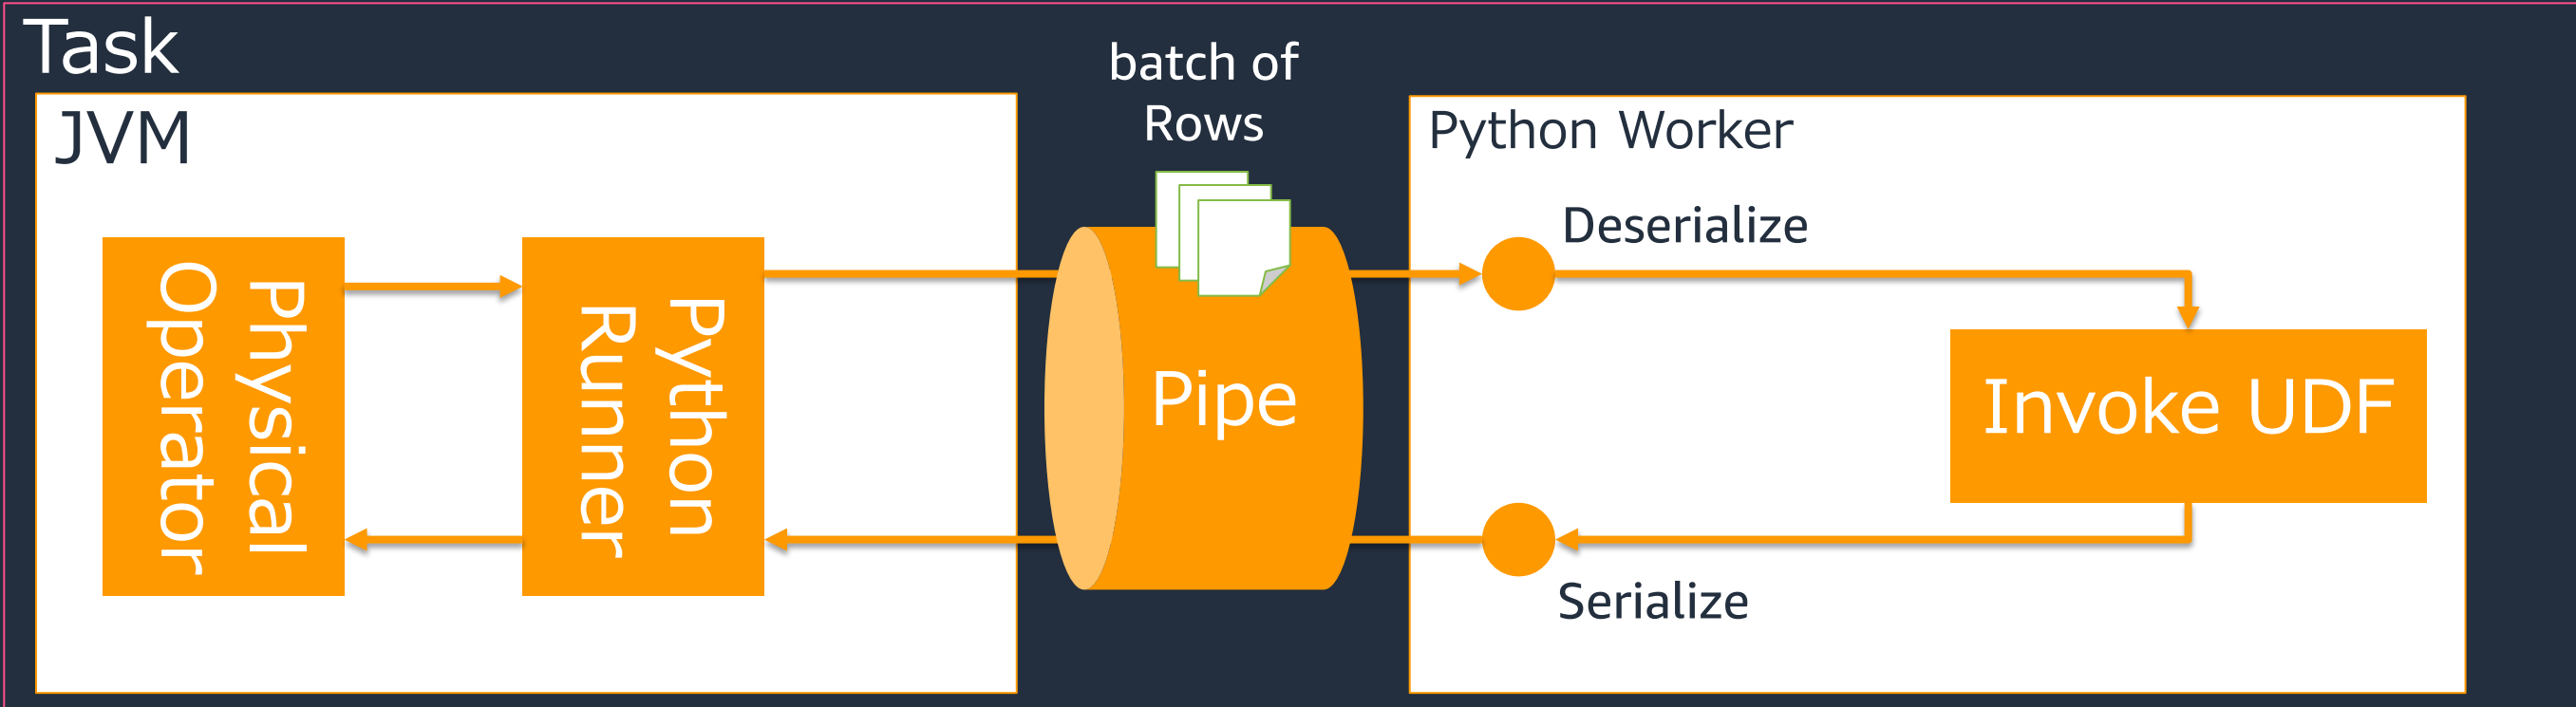 Task
JVM
Physical
Operator
Python
Runner
batch of
Rows
Pipe
Python Worker
Deserialize
Invoke UDF
Serialize